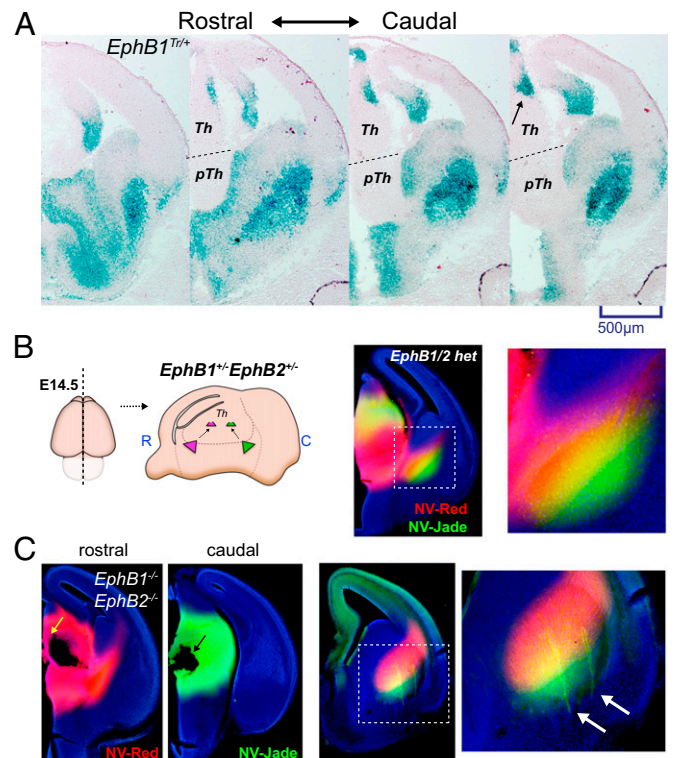 A
Rostral
Caudal
EphB1Tr/+
Th
Th
Th
pTh
pTh
pTh
500µm
B
E14.5
EphB1+/-EphB2+/-
Th
R
C
EphB1/2 het
NV-Red
NV-Jade
C
rostral
caudal
EphB1-/-
EphB2-/-
NV-Red
NV-Jade